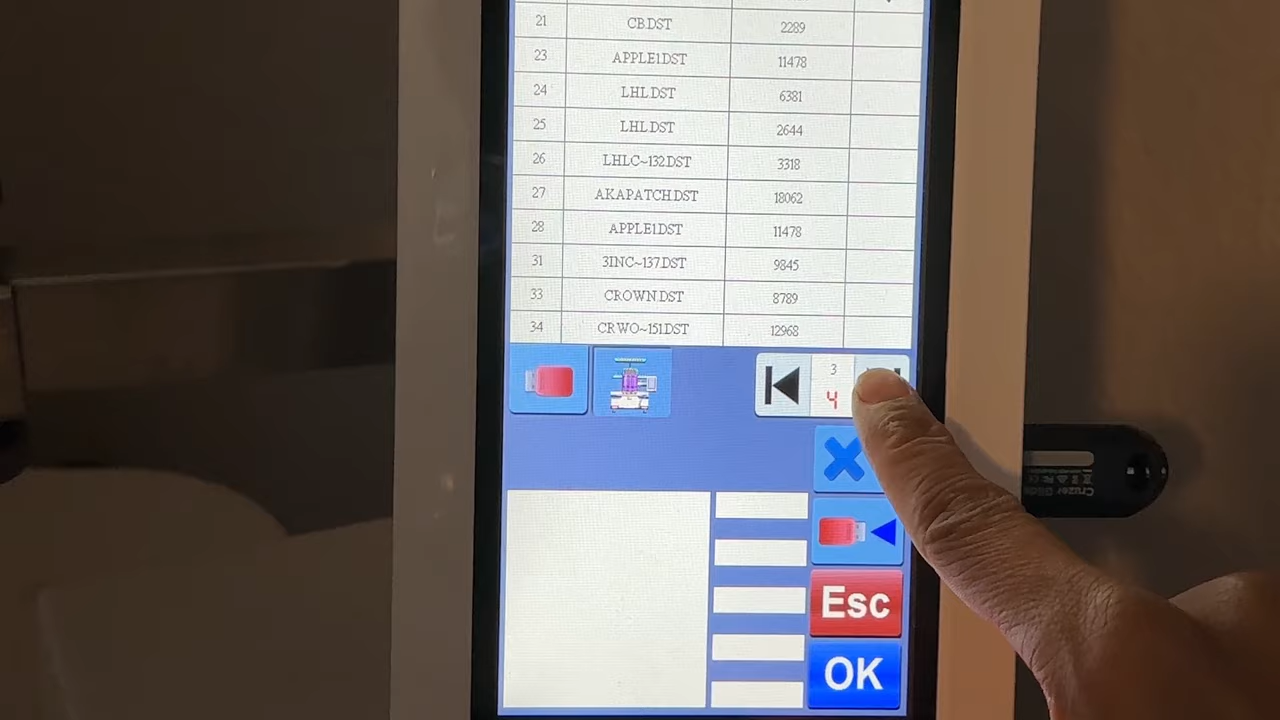 21 CB.DST 2289
23 APPLE1.DST 11478
24 LHL.DST 6381
25 LHL.DST 2644
26 LHLC~132.DST 3318
27 AKAPATCH.DST 18062
28 APPLE1.DST 11478
31 3INC~137.DST 9845
33 CROWN.DST 8789
34 CRWO~151.DST 12968
3
4
Cruzer Glide
Esc
OK